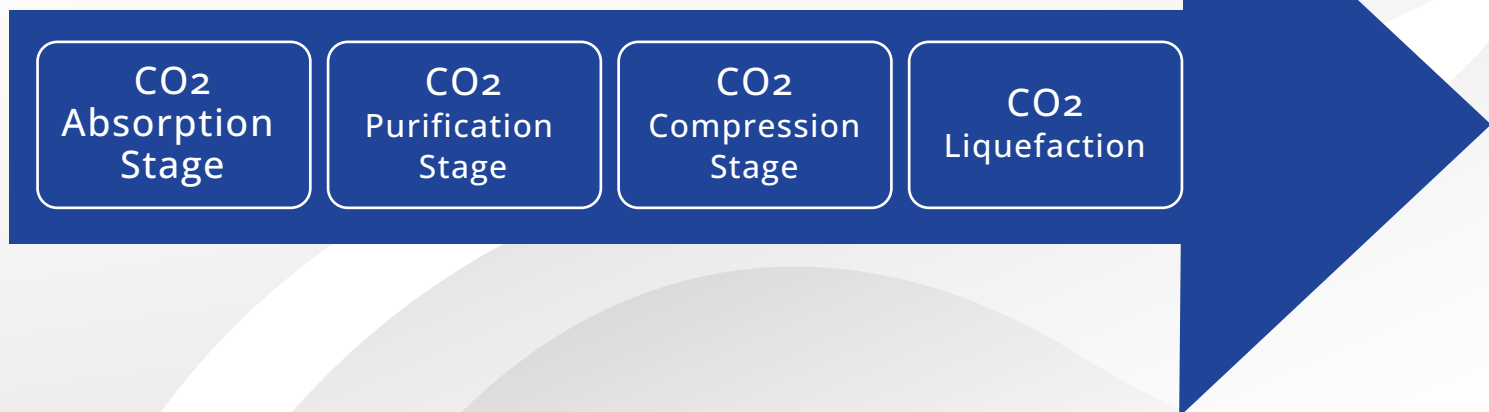 CO2
Absorption
Stage
CO2
Purification
Stage
CO2
Compression
Stage
CO2
Liquefaction